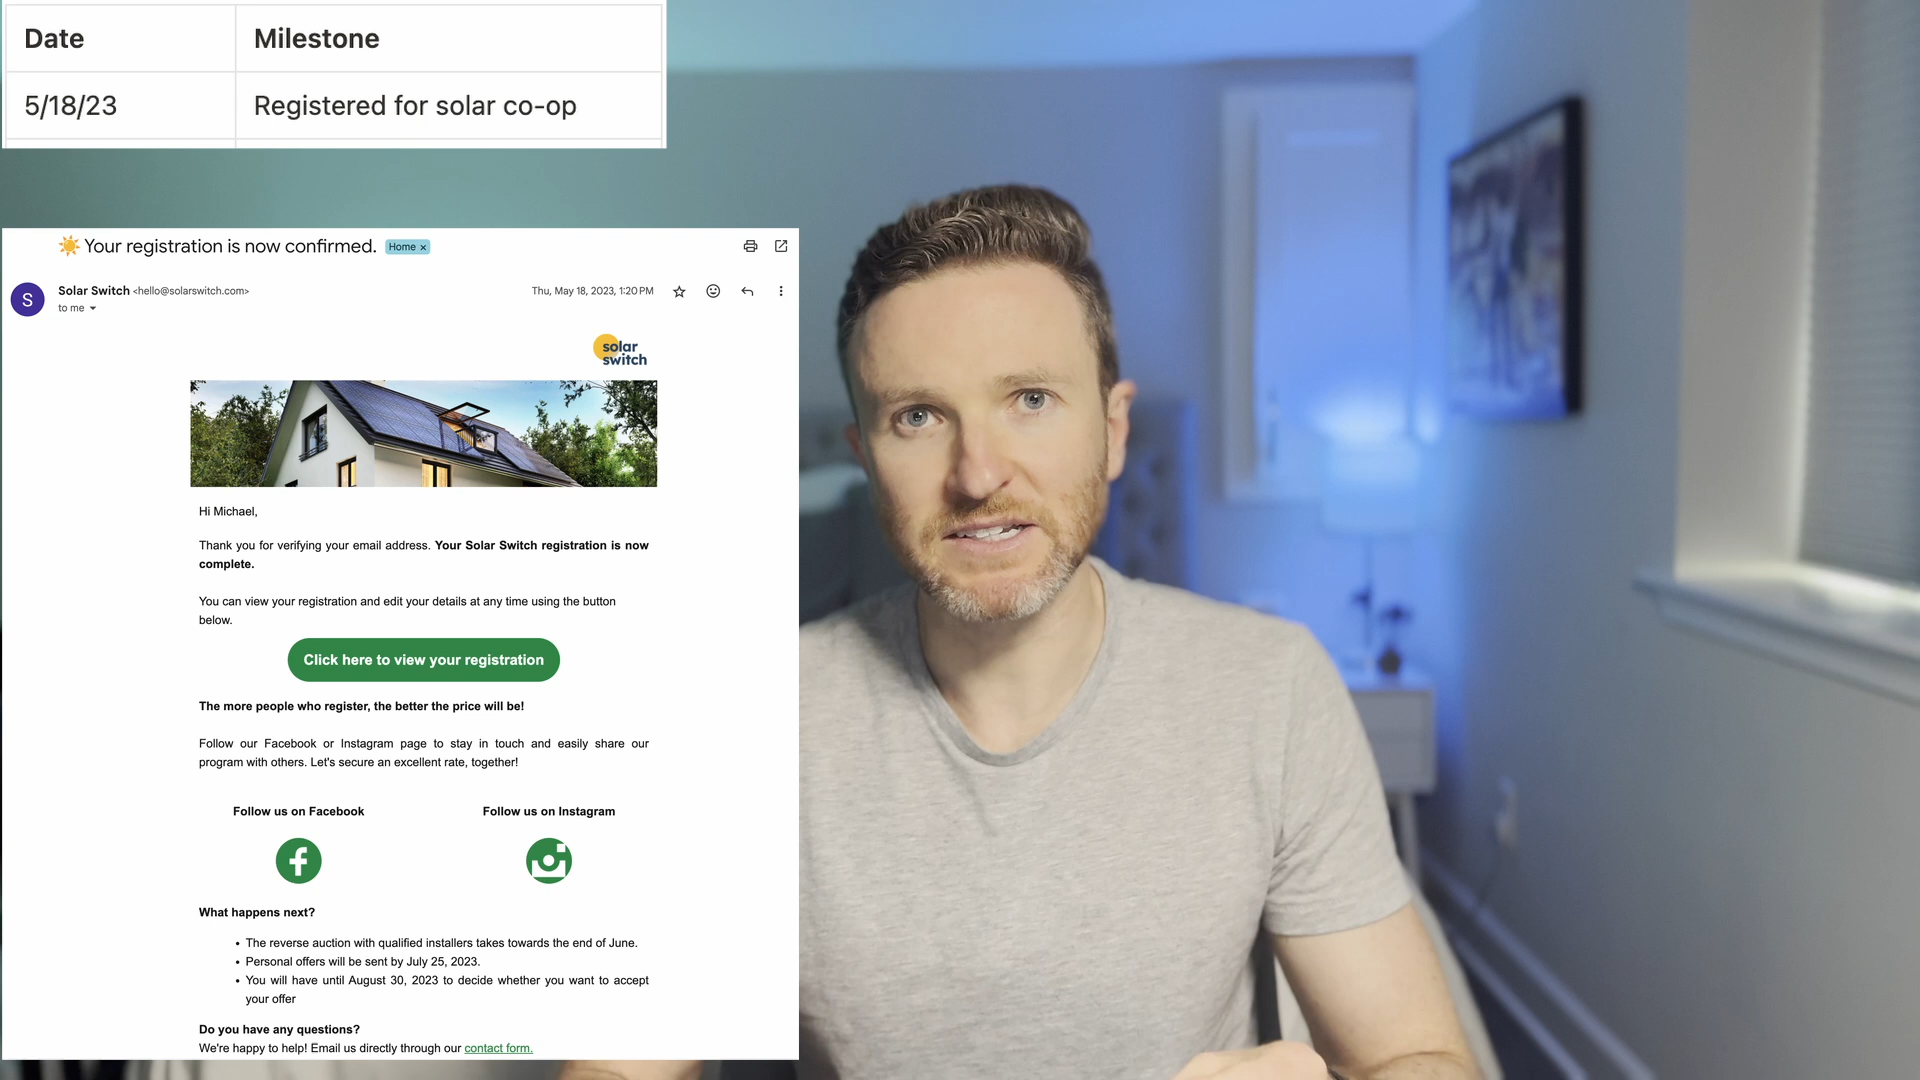 Date Milestone
5/18/23 Registered for solar co-op
Your registration is now confirmed. Home x
S
Solar Switch <hello@solarswitch.com> Thu, May 18, 2023, 1:20 PM
to me
solar
switch
Hi Michael,
Thank you for verifying your email address. Your Solar Switch registration is now
complete.
You can view your registration and edit your details at any time using the button
below.
Click here to view your registration
The more people who register, the better the price will be!
Follow our Facebook or Instagram page to stay in touch and easily share our
program with others. Let's secure an excellent rate, together!
Follow us on Facebook Follow us on Instagram
What happens next?
• The reverse auction with qualified installers takes towards the end of June.
• Personal offers will be sent by July 25, 2023.
• You will have until August 30, 2023 to decide whether you want to accept
your offer
Do you have any questions?
We're happy to help! Email us directly through our contact form.